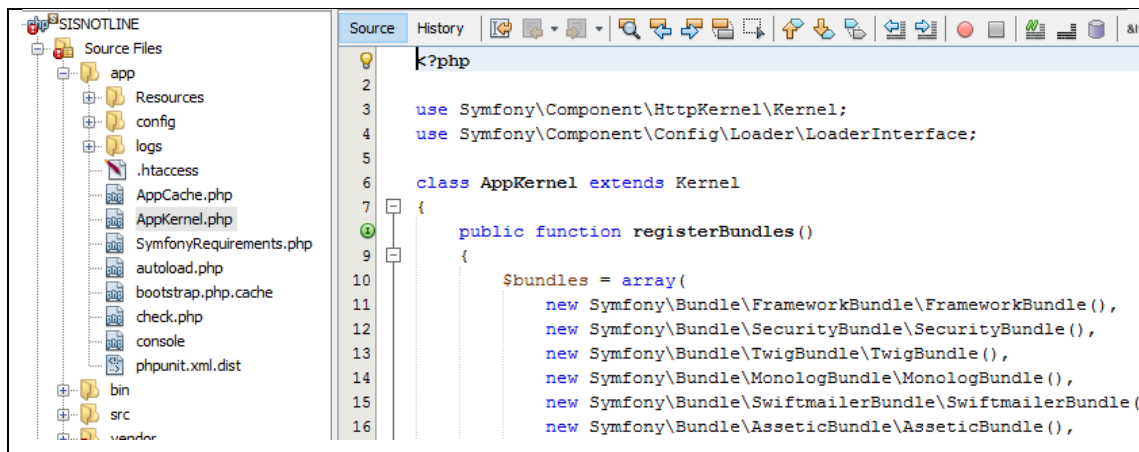 SISNOTLINE
Source Files
app
Resources
config
logs
.htaccess
AppCache.php
AppKernel.php
SymfonyRequirements.php
autoload.php
bootstrap.php.cache
check.php
console
phpunit.xml.dist
bin
src
vendor
Source History
<?php
2
3 use Symfony\Component\HttpKernel\Kernel;
4 use Symfony\Component\Config\Loader\LoaderInterface;
5
6 class AppKernel extends Kernel
7 {
public function registerBundles()
9 {
10 $bundles = array(
11 new Symfony\Bundle\FrameworkBundle\FrameworkBundle(),
12 new Symfony\Bundle\SecurityBundle\SecurityBundle(),
13 new Symfony\Bundle\TwigBundle\TwigBundle(),
14 new Symfony\Bundle\MonologBundle\MonologBundle(),
15 new Symfony\Bundle\SwiftmailerBundle\SwiftmailerBundle(
16 new Symfony\Bundle\AsseticBundle\AsseticBundle(),